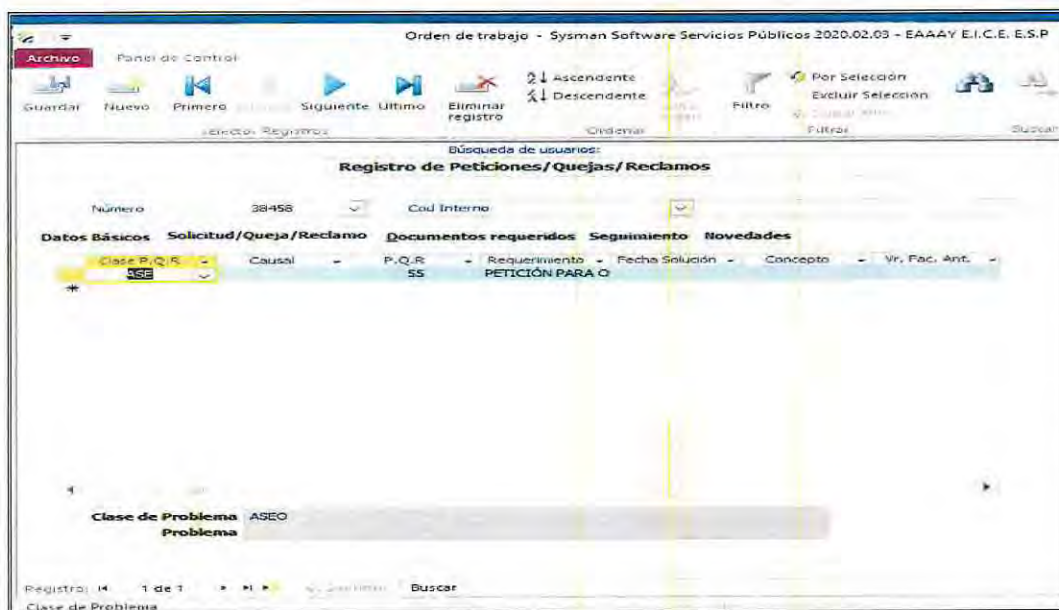 Orden de trabajo - Sysman Software Servicios Públicos 2020.02.03 - EAAAY E.I.C.E. E.S.P
Archivo Panel de Control
Guardar Nuevo Primero Siguiente Último Eliminar registro Ascendente Descendente Filtro Por Selección Excluir Selección
Selector Registros Ordenar Filtrar Buscar
Búsqueda de usuarios:
Registro de Peticiones/Quejas/Reclamos
Número 38458 Cod Interno
Datos Básicos Solicitud/Queja/Reclamo Documentos requeridos Seguimiento Novedades
Clase P.Q.R Causal P.Q.R Requerimiento Fecha Solución Concepto Vr. Fac. Ant.
ASE 55 PETICIÓN PARA O
Clase de Problema ASEO
Problema
Registro: 1 de 1 Buscar
Clase de Problema